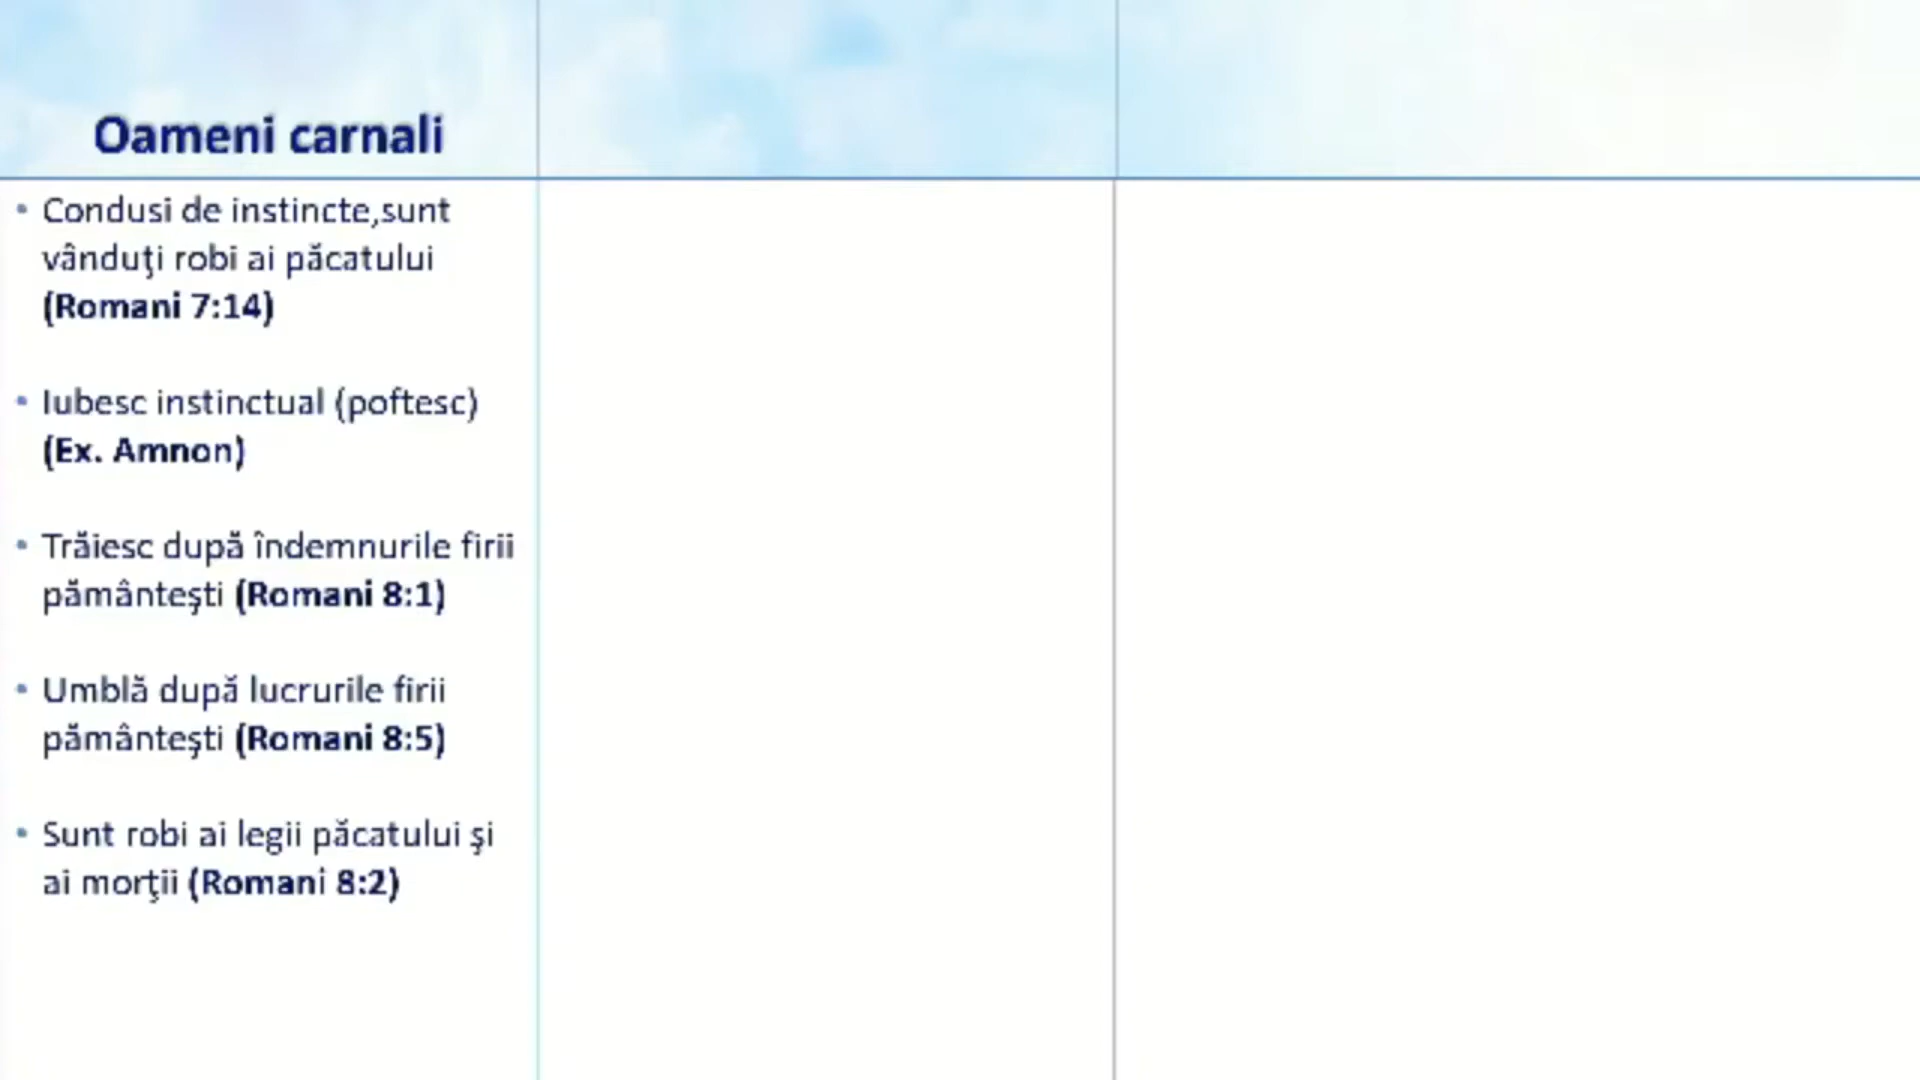 Oameni carnali
• Condusi de instincte,sunt
vânduţi robi ai păcatului
(Romani 7:14)
• Iubesc instinctual (poftesc)
(Ex. Amnon)
• Trăiesc după îndemnurile firii
pământeşti (Romani 8:1)
• Umblă după lucrurile firii
pământeşti (Romani 8:5)
• Sunt robi ai legii păcatului şi
ai morţii (Romani 8:2)